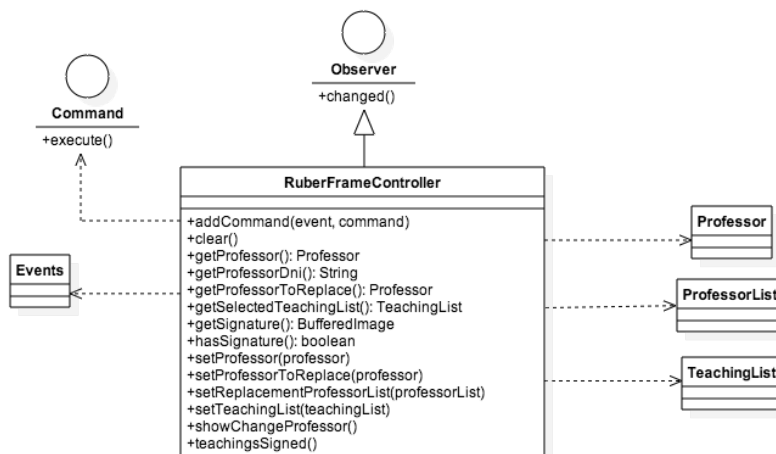 Observer
+changed()
Command
+execute()
RuberFrameController
+addCommand(event, command)
+clear()
+getProfessor(): Professor
+getProfessorDni(): String
+getProfessorToReplace(): Professor
+getSelectedTeachingList(): TeachingList
+getSignature(): BufferedImage
+hasSignature(): boolean
+setProfessor(professor)
+setProfessorToReplace(professor)
+setReplacementProfessorList(professorList)
+setTeachingList(teachingList)
+showChangeProfessor()
+teachingsSigned()
Events
Professor
ProfessorList
TeachingList